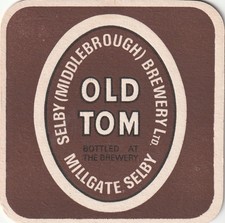 SELBY (MIDDLEBROUGH) BREWERY LTD.
OLD
TOM
BOTTLED AT
THE BREWERY
MILLGATE SELBY